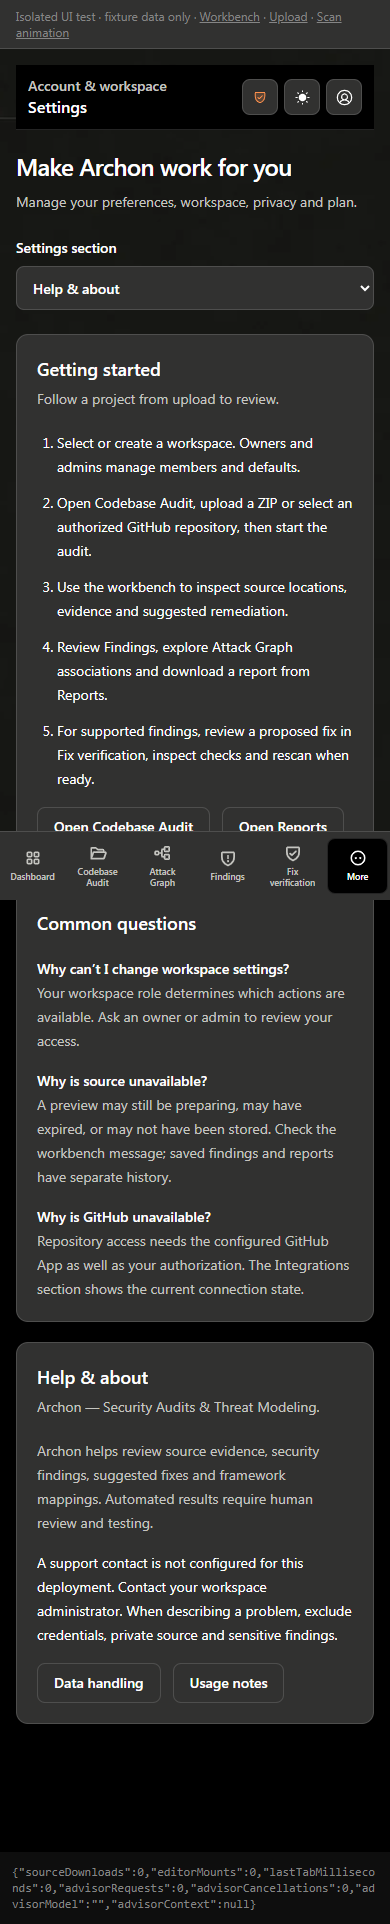 Isolated UI test · fixture data only · Workbench · Upload · Scan
animation
Account & workspace
Settings
Make Archon work for you
Manage your preferences, workspace, privacy and plan.
Settings section
Help & about
Getting started
Follow a project from upload to review.
1. Select or create a workspace. Owners and
admins manage members and defaults.
2. Open Codebase Audit, upload a ZIP or select an
authorized GitHub repository, then start the
audit.
3. Use the workbench to inspect source locations,
evidence and suggested remediation.
4. Review Findings, explore Attack Graph
associations and download a report from
Reports.
5. For supported findings, review a proposed fix in
Fix verification, inspect checks and rescan when
ready.
Open Codebase Audit Open Reports
Dashboard
Codebase
Audit
Attack
Graph
Findings
Fix
verification
More
Common questions
Why can’t I change workspace settings?
Your workspace role determines which actions are
available. Ask an owner or admin to review your
access.
Why is source unavailable?
A preview may still be preparing, may have
expired, or may not have been stored. Check the
workbench message; saved findings and reports
have separate history.
Why is GitHub unavailable?
Repository access needs the configured GitHub
App as well as your authorization. The Integrations
section shows the current connection state.
Help & about
Archon — Security Audits & Threat Modeling.
Archon helps review source evidence, security
findings, suggested fixes and framework
mappings. Automated results require human
review and testing.
A support contact is not configured for this
deployment. Contact your workspace
administrator. When describing a problem, exclude
credentials, private source and sensitive findings.
Data handling Usage notes
{"sourceDownloads":0,"editorMounts":0,"lastTabMilliseco
nds":0,"advisorRequests":0,"advisorCancellations":0,"ad
visorModel":"","advisorContext":null}